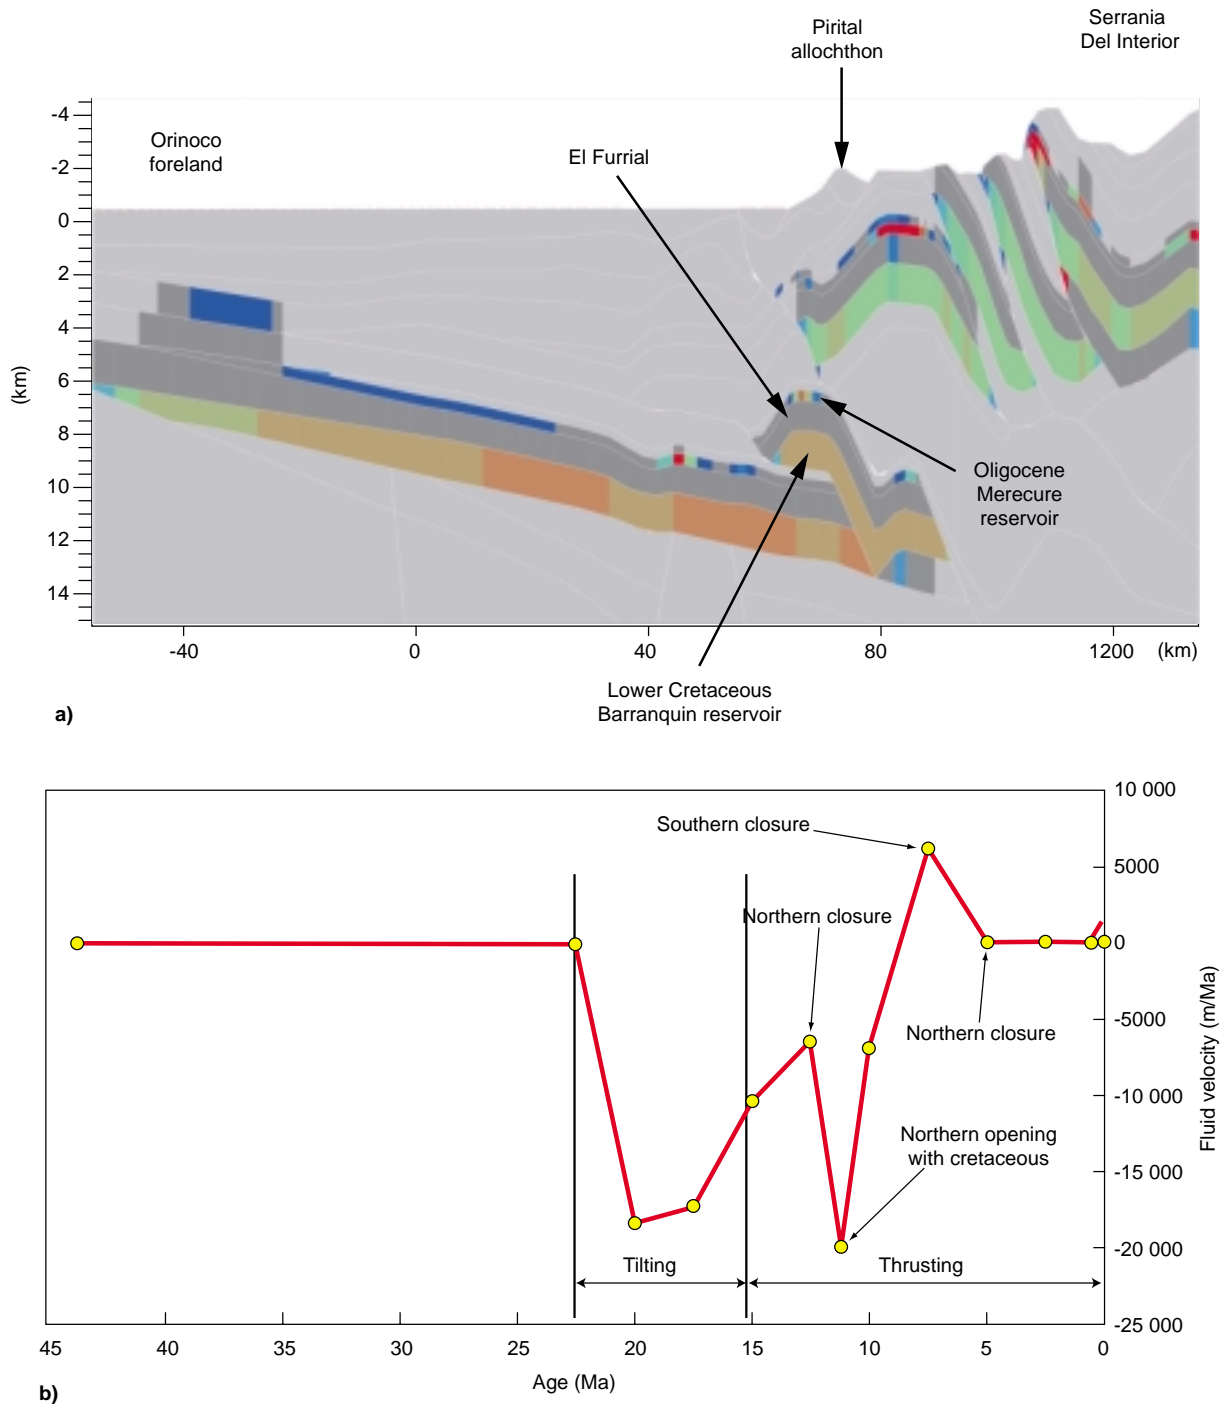 Pirital
allochthon
Serrania
Del Interior
Orinoco
foreland
El Furrial
-4
-2
0
2
4
6
8
10
12
14
(km)
Oligocene
Merecure
reservoir
-40
0
40
80
1200
(km)
Lower Cretaceous
Barranquin reservoir
a)
10 000
5000
0
-5000
-10 000
-15 000
-20 000
-25 000
Fluid velocity (m/Ma)
Southern closure
Northern closure
Northern closure
Northern opening
with cretaceous
Tilting
Thrusting
45
40
35
30
25
20
15
10
5
0
Age (Ma)
b)